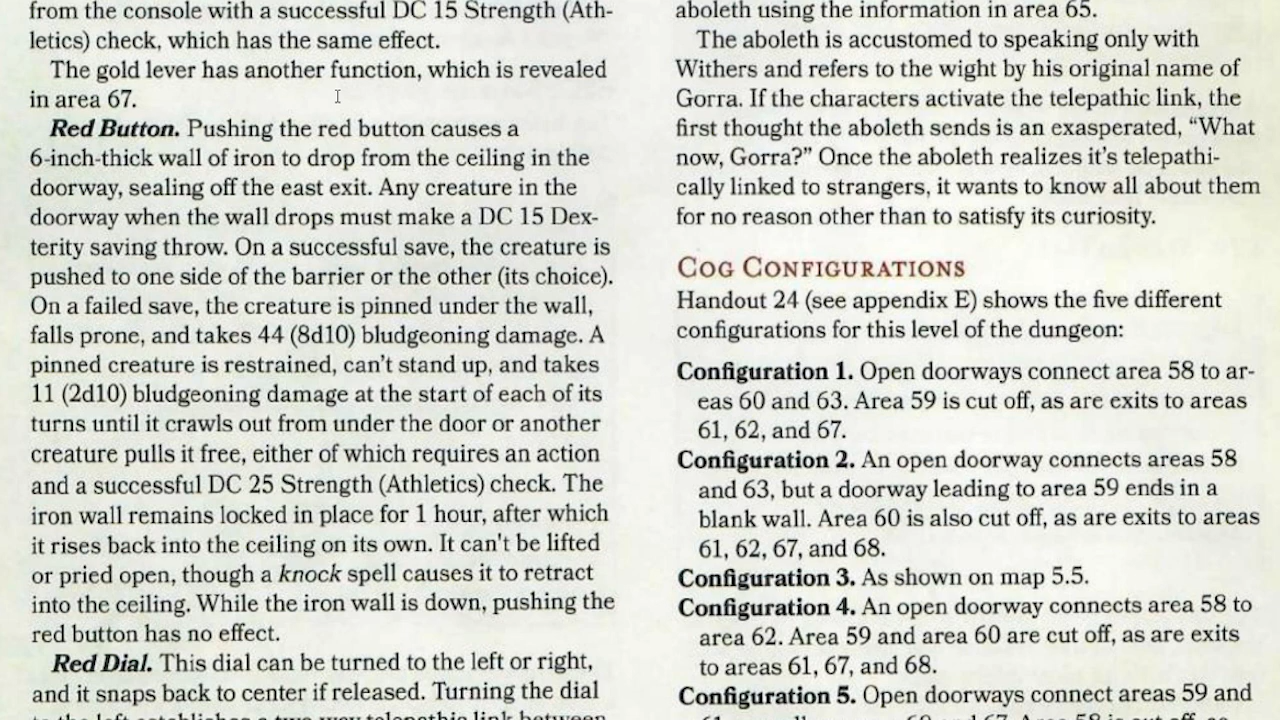 from the console with a successful DC 15 Strength (Ath-
letics) check, which has the same effect.
The gold lever has another function, which is revealed
in area 67.
Red Button. Pushing the red button causes a
6-inch-thick wall of iron to drop from the ceiling in the
doorway, sealing off the east exit. Any creature in the
doorway when the wall drops must make a DC 15 Dex-
terity saving throw. On a successful save, the creature is
pushed to one side of the barrier or the other (its choice).
On a failed save, the creature is pinned under the wall,
falls prone, and takes 44 (8d10) bludgeoning damage. A
pinned creature is restrained, can't stand up, and takes
11 (2d10) bludgeoning damage at the start of each of its
turns until it crawls out from under the door or another
creature pulls it free, either of which requires an action
and a successful DC 25 Strength (Athletics) check. The
iron wall remains locked in place for 1 hour, after which
it rises back into the ceiling on its own. It can't be lifted
or pried open, though a knock spell causes it to retract
into the ceiling. While the iron wall is down, pushing the
red button has no effect.
Red Dial. This dial can be turned to the left or right,
and it snaps back to center if released. Turning the dial
to the left establishes a two-way telepathic link between
aboleth using the information in area 65.
The aboleth is accustomed to speaking only with
Withers and refers to the wight by his original name of
Gorra. If the characters activate the telepathic link, the
first thought the aboleth sends is an exasperated, “What
now, Gorra?” Once the aboleth realizes it's telepathi-
cally linked to strangers, it wants to know all about them
for no reason other than to satisfy its curiosity.
COG CONFIGURATIONS
Handout 24 (see appendix E) shows the five different
configurations for this level of the dungeon:
Configuration 1. Open doorways connect area 58 to ar-
eas 60 and 63. Area 59 is cut off, as are exits to areas
61, 62, and 67.
Configuration 2. An open doorway connects areas 58
and 63, but a doorway leading to area 59 ends in a
blank wall. Area 60 is also cut off, as are exits to areas
61, 62, 67, and 68.
Configuration 3. As shown on map 5.5.
Configuration 4. An open doorway connects area 58 to
area 62. Area 59 and area 60 are cut off, as are exits
to areas 61, 67, and 68.
Configuration 5. Open doorways connect areas 59 and